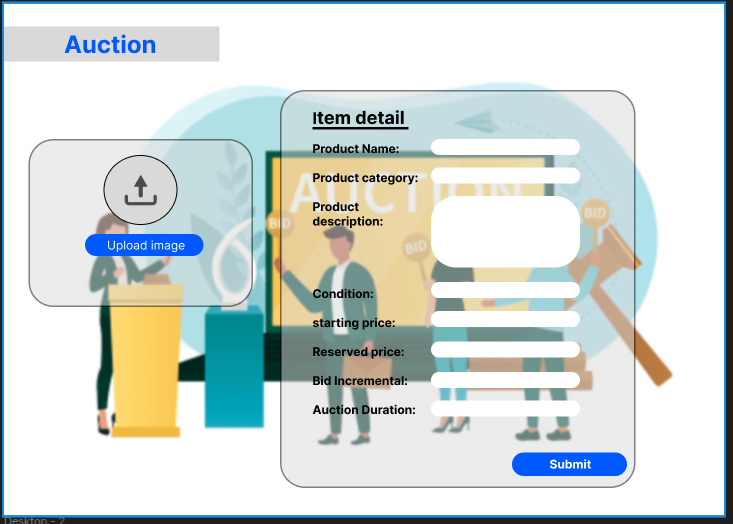 Auction
Item detail
Product Name:
Product category:
Product
description:
Condition:
starting price:
Reserved price:
Bid Incremental:
Auction Duration:
Submit
Upload image
AUCTION
BID
BID
BID
Desktop - 2